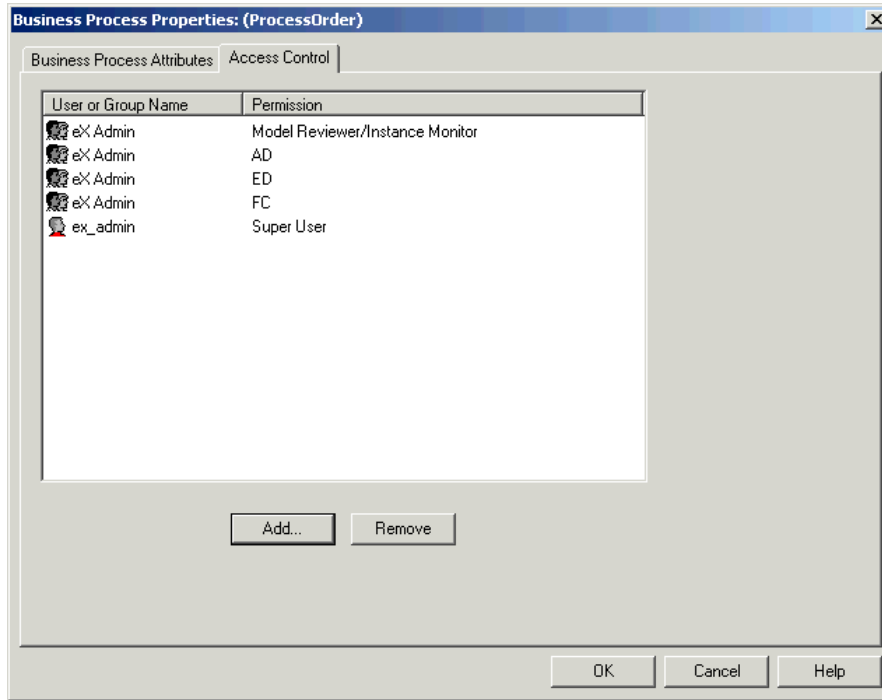 Business Process Properties: (ProcessOrder)
Business Process Attributes Access Control
User or Group Name Permission
eX Admin Model Reviewer/Instance Monitor
eX Admin AD
eX Admin ED
eX Admin FC
ex_admin Super User
Add... Remove
OK Cancel Help